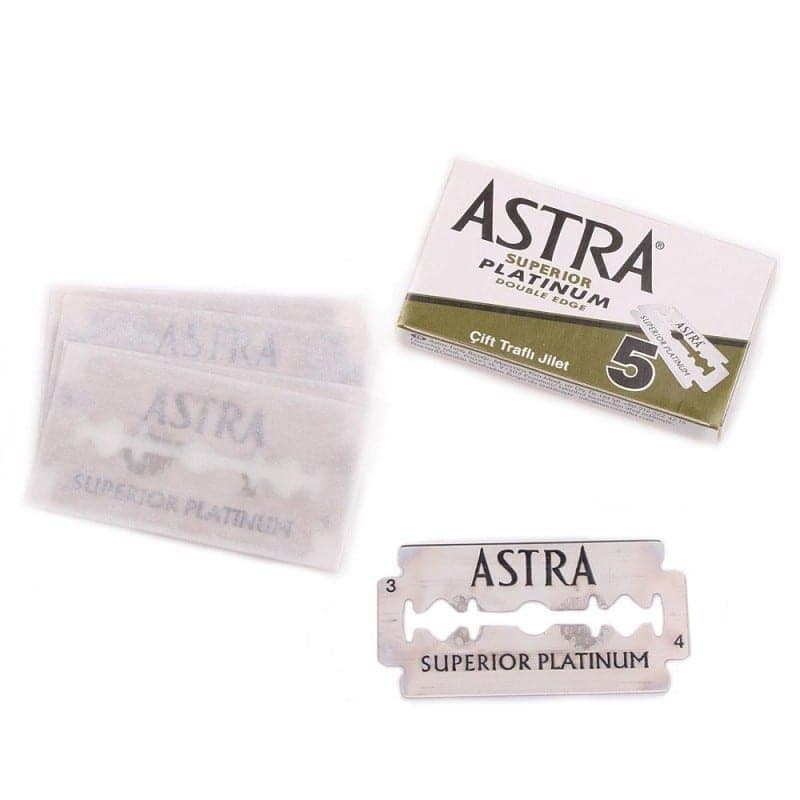 ASTRA®
SUPERIOR
PLATINUM
DOUBLE EDGE
Çift Traflı Jilet
5
ASTRA
SUPERIOR PLATINUM
ASTRA
ASTRA
SUPERIOR PLATINUM
ASTRA
3
4
SUPERIOR PLATINUM